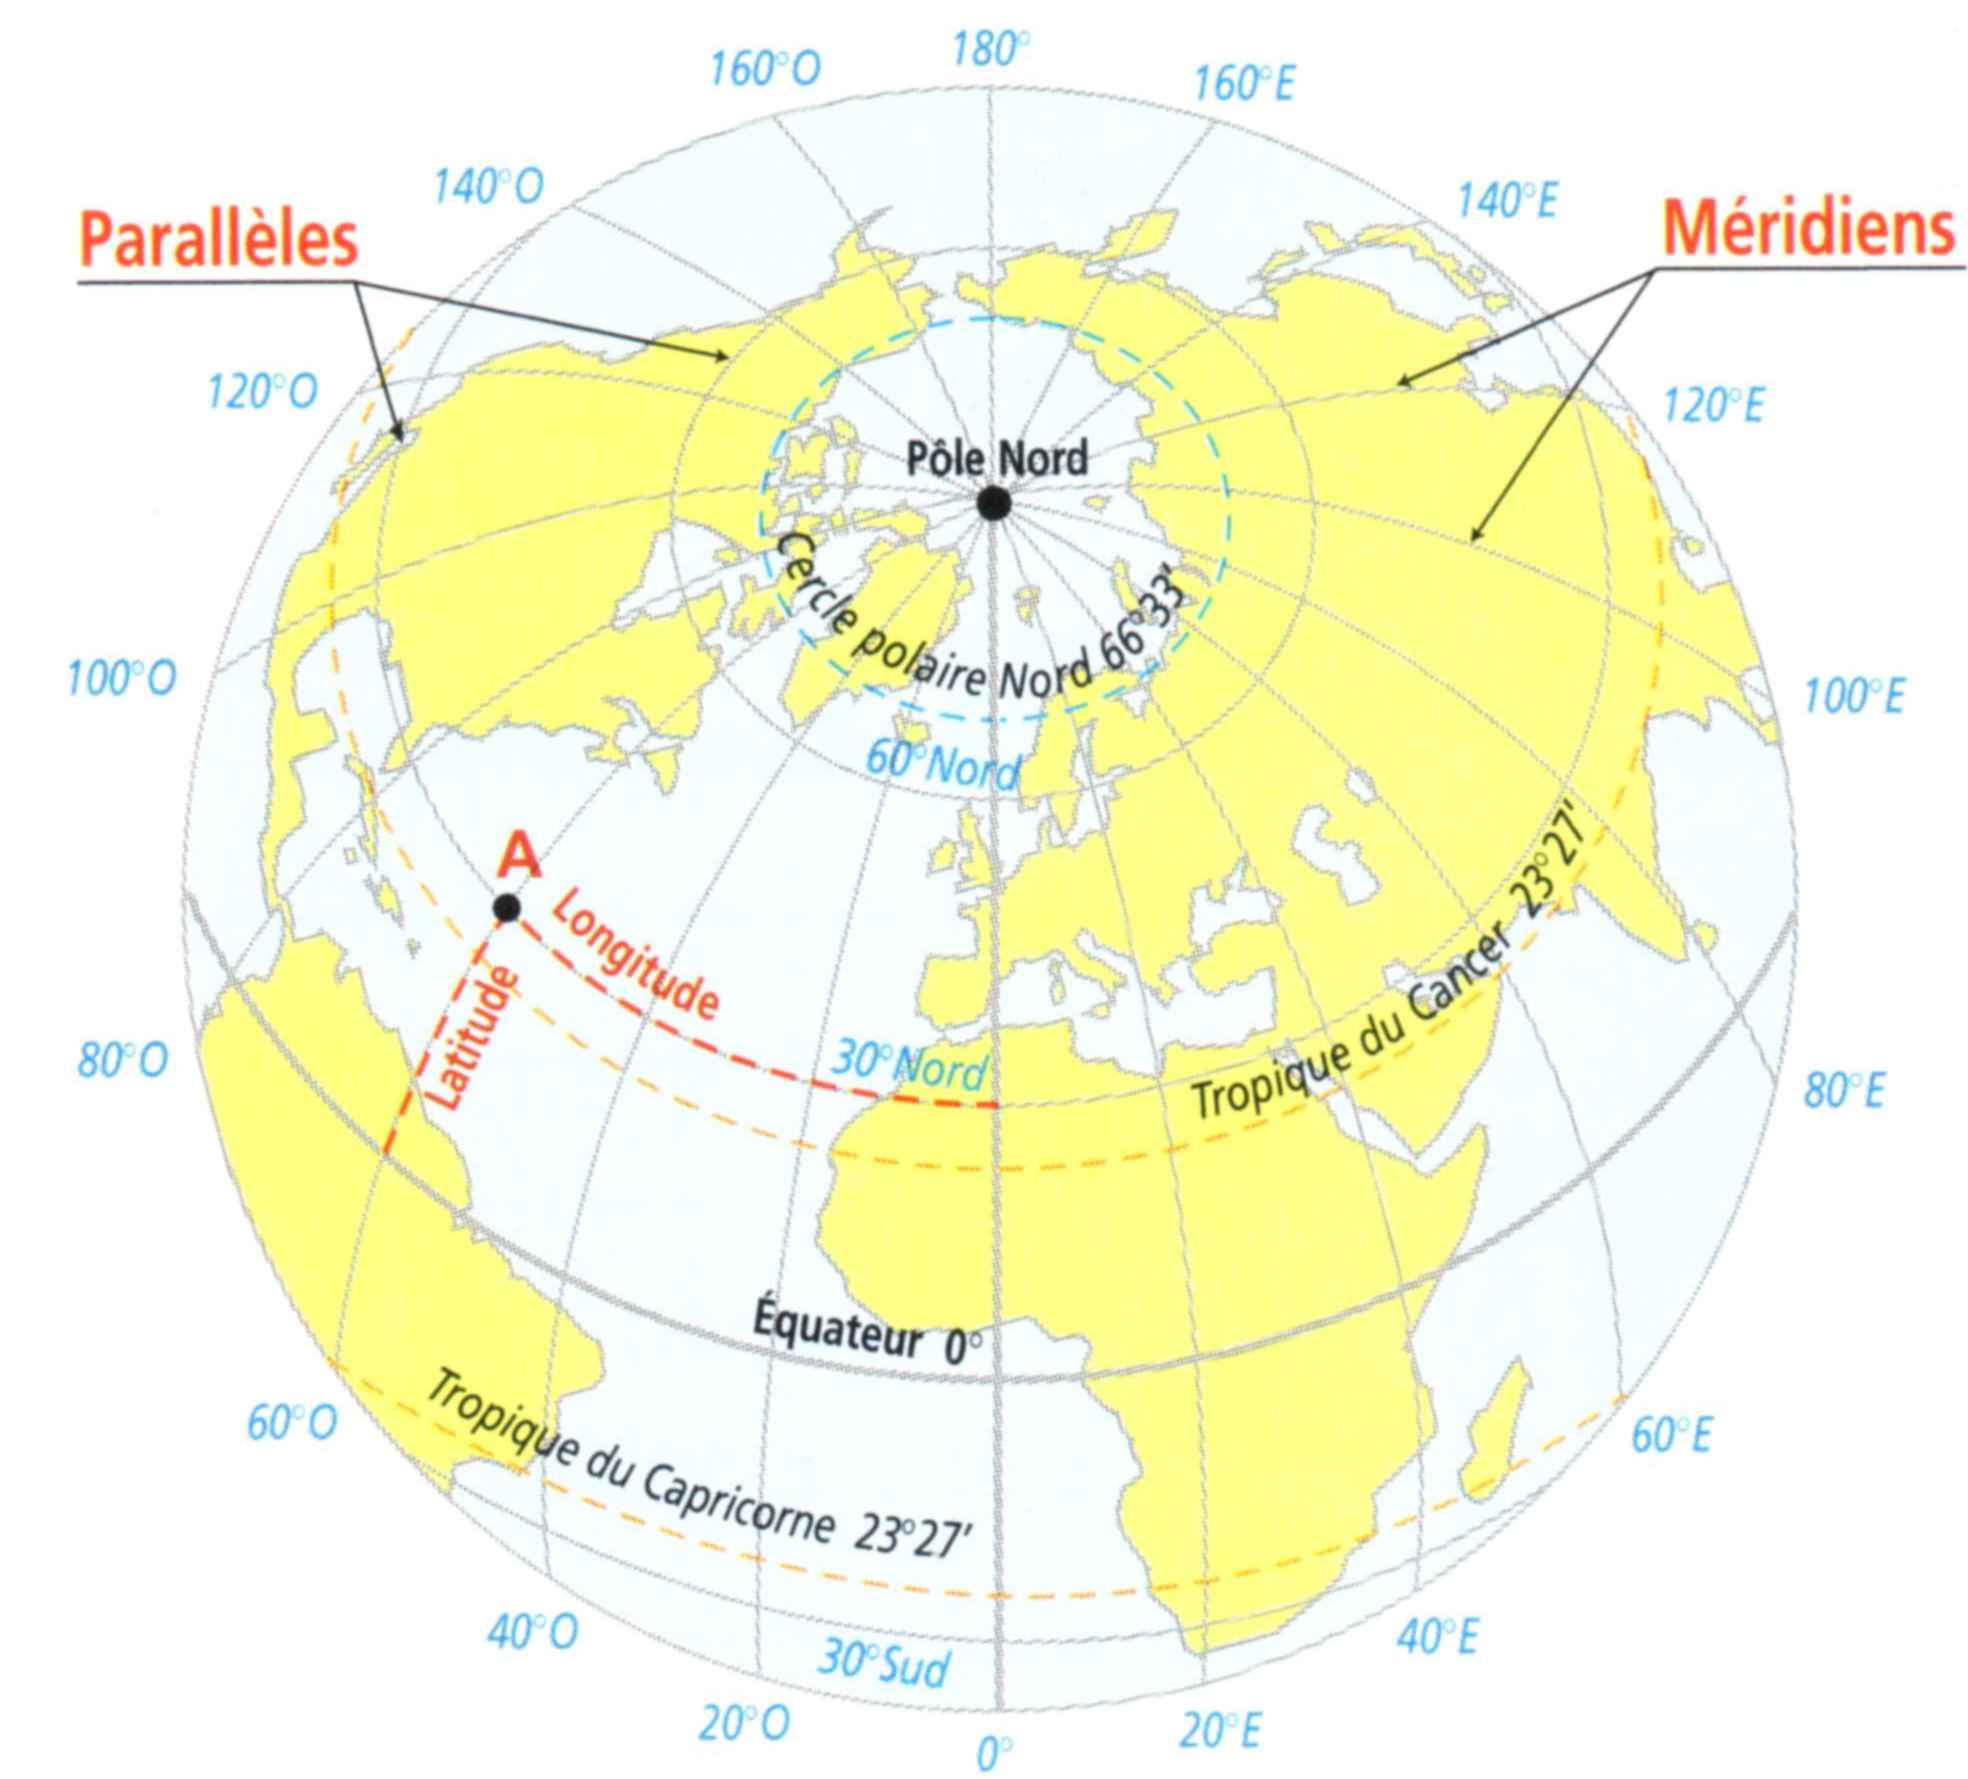 180°
160°O
160°E
140°O
140°E
Parallèles
Méridiens
120°O
120°E
Pôle Nord
Cercle polaire Nord 66°33'
100°O
100°E
60°Nord
A
Longitude
Latitude
30°Nord
Tropique du Cancer 23°27'
80°O
80°E
Équateur 0°
60°O
60°E
Tropique du Capricorne 23°27'
40°O
40°E
30°Sud
20°O
20°E
0°